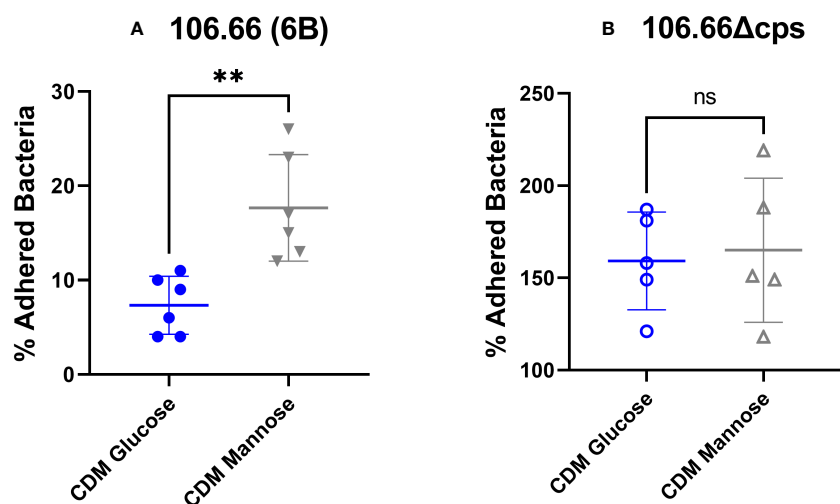 A 106.66 (6B)
**
% Adhered Bacteria
30
20
10
0
CDM Glucose
CDM Mannose
B 106.66Δcps
ns
% Adhered Bacteria
250
200
150
100
CDM Glucose
CDM Mannose